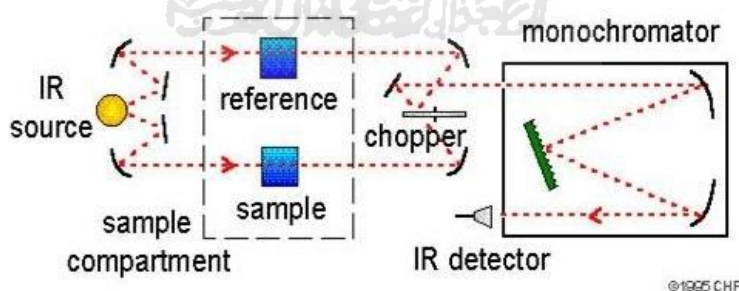 monochromator
IR
source
reference
chopper
sample
sample
compartment
IR detector
©1995 CHP